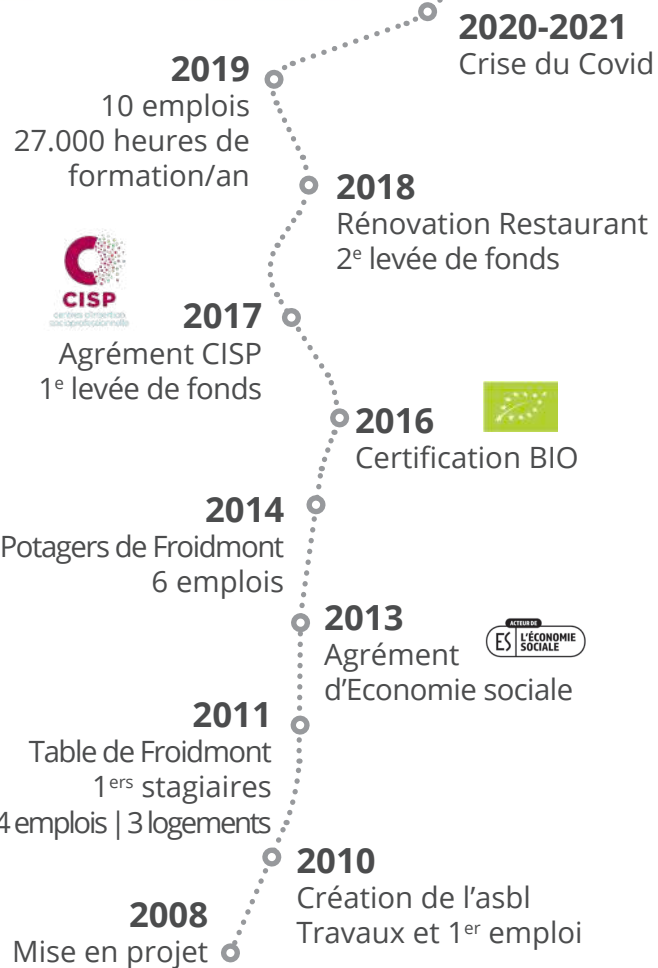 2020-2021
Crise du Covid
2019
10 emplois
27.000 heures de
formation/an
2018
Rénovation Restaurant
2e levée de fonds
CISP
centres d'insertion
socioprofessionnelle
2017
Agrément CISP
1e levée de fonds
2016
Certification BIO
2014
Potagers de Froidmont
6 emplois
2013
Agrément
d'Economie sociale
ACTEUR DE
ES L'ÉCONOMIE
SOCIALE
2011
Table de Froidmont
1ers stagiaires
4 emplois | 3 logements
2010
Création de l'asbl
Travaux et 1er emploi
2008
Mise en projet